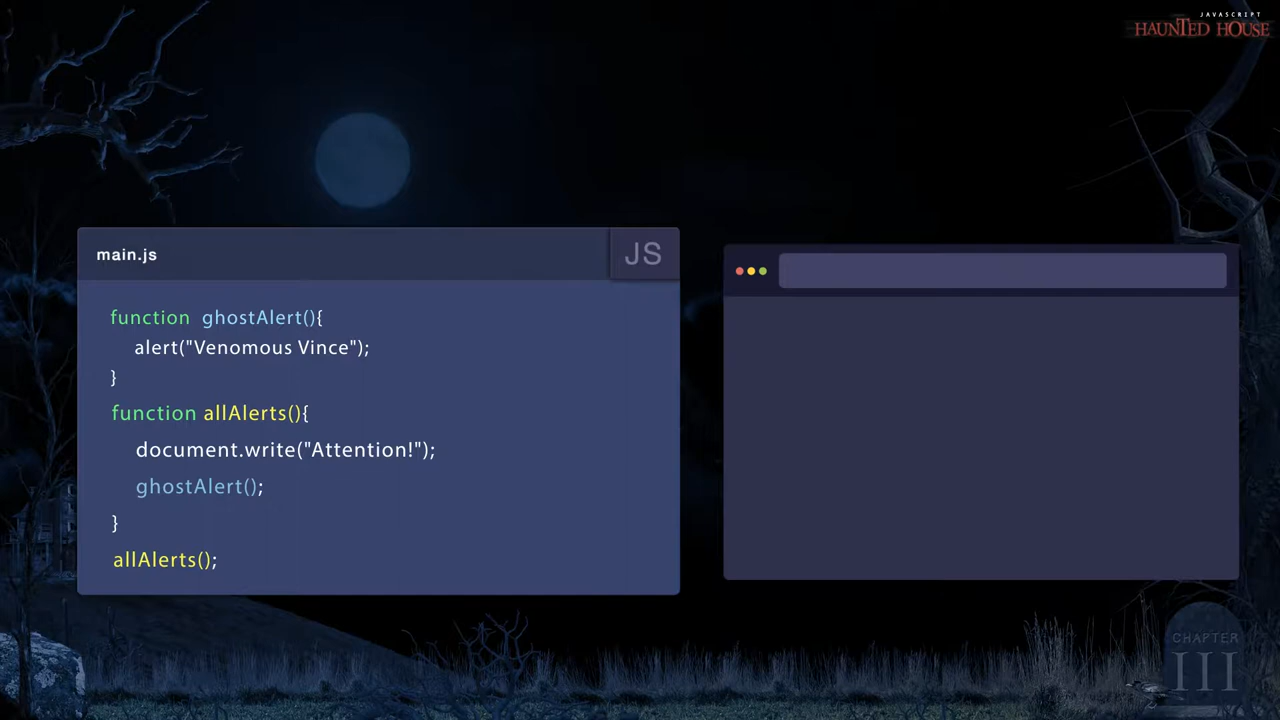 JAVASCRIPT
HAUNTED HOUSE
main.js
JS
function ghostAlert(){
alert("Venomous Vince");
}
function allAlerts(){
document.write("Attention!");
ghostAlert();
}
allAlerts();
CHAPTER
III